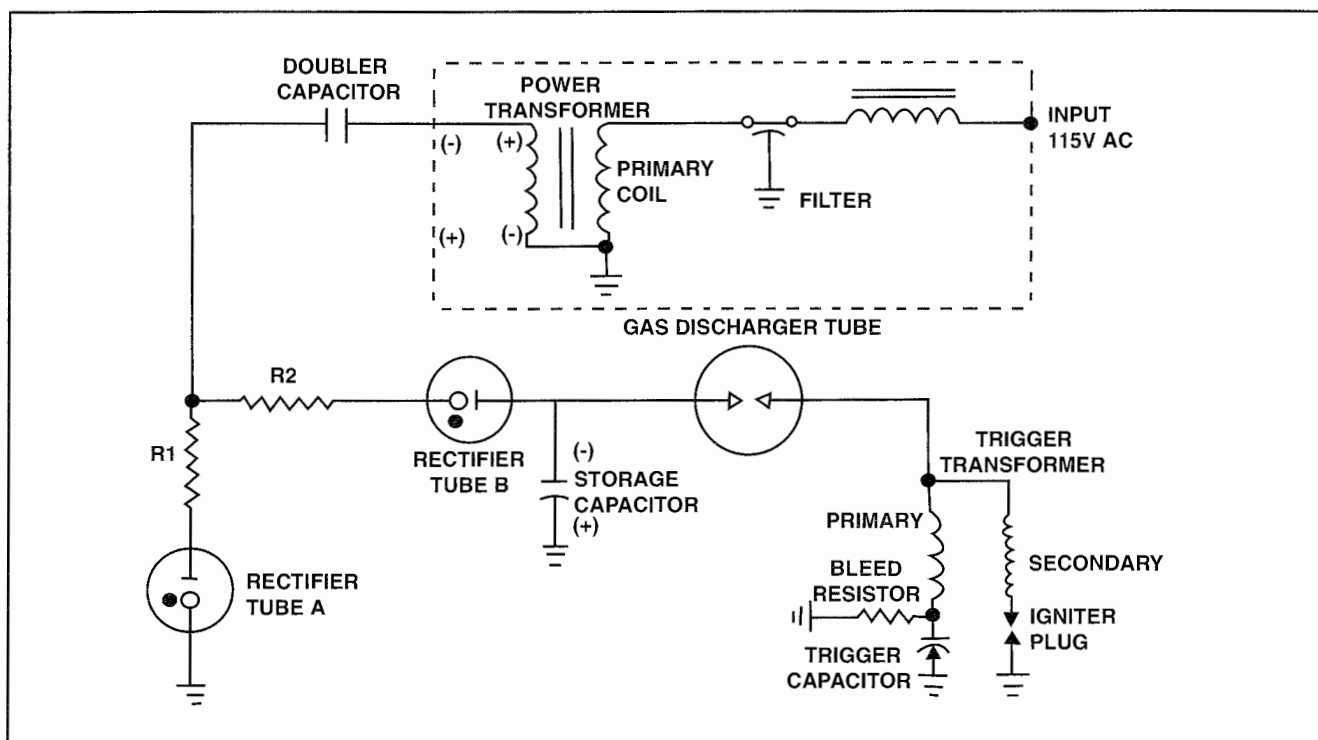 DOUBLER
CAPACITOR
POWER
TRANSFORMER
(-)
(+)
PRIMARY
COIL
(+)
(-)
FILTER
INPUT
115V AC
GAS DISCHARGER TUBE
R2
R1
RECTIFIER
TUBE B
(-)
STORAGE
CAPACITOR
(+)
TRIGGER
TRANSFORMER
RECTIFIER
TUBE A
PRIMARY
BLEED
RESISTOR
SECONDARY
IGNITER
PLUG
TRIGGER
CAPACITOR